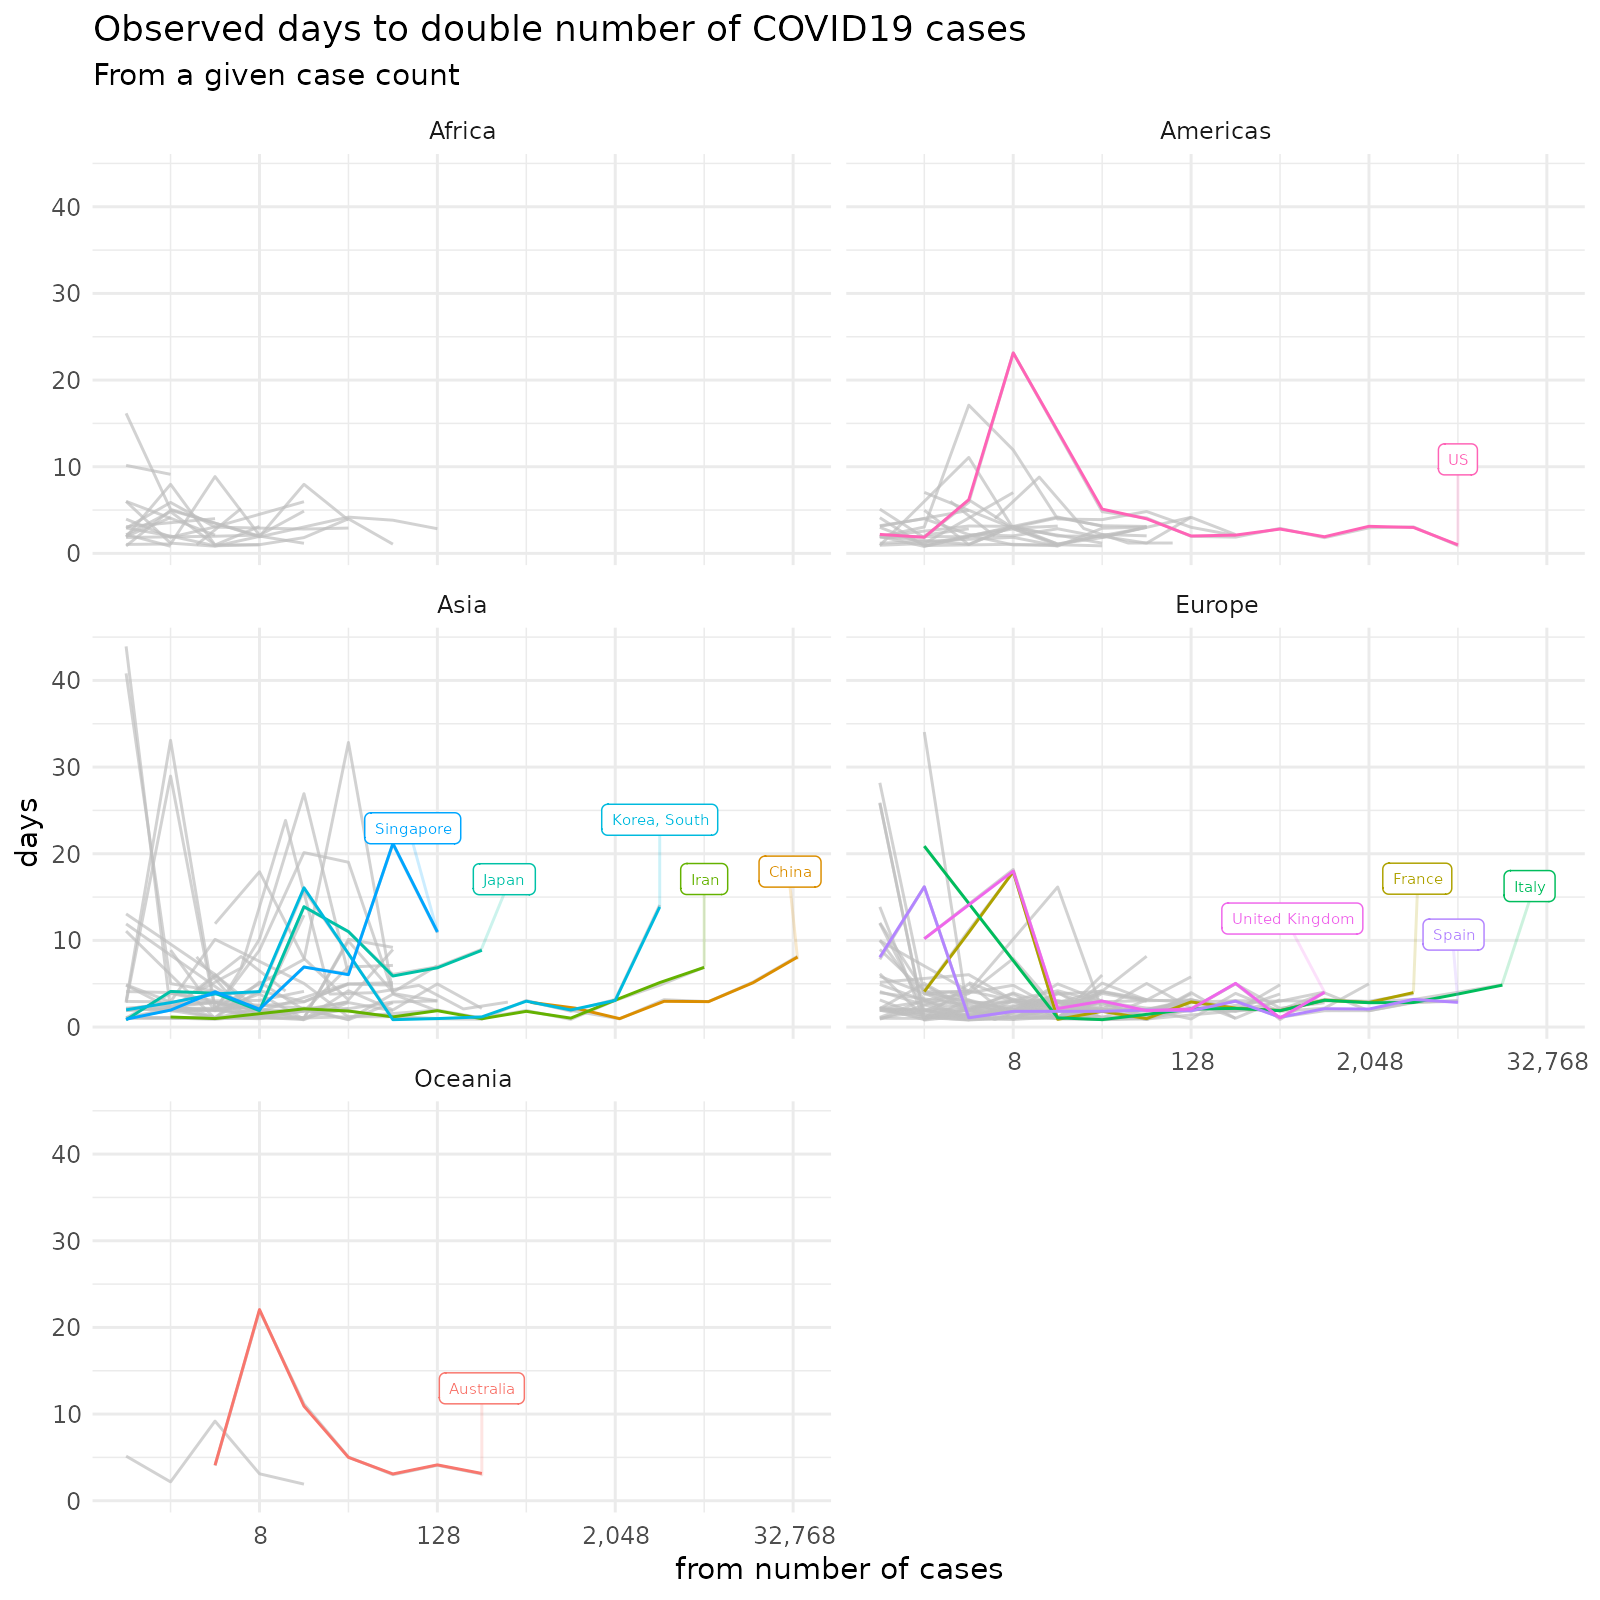 Observed days to double number of COVID19 cases
From a given case count
Africa
Americas
40
30
20
10
0
US
Asia
Europe
40
30
20
10
0
Singapore
Japan
Korea, South
Iran
China
France
Italy
United Kingdom
Spain
days
8
128
2,048
32,768
Oceania
40
30
20
10
0
Australia
8
128
2,048
32,768
from number of cases